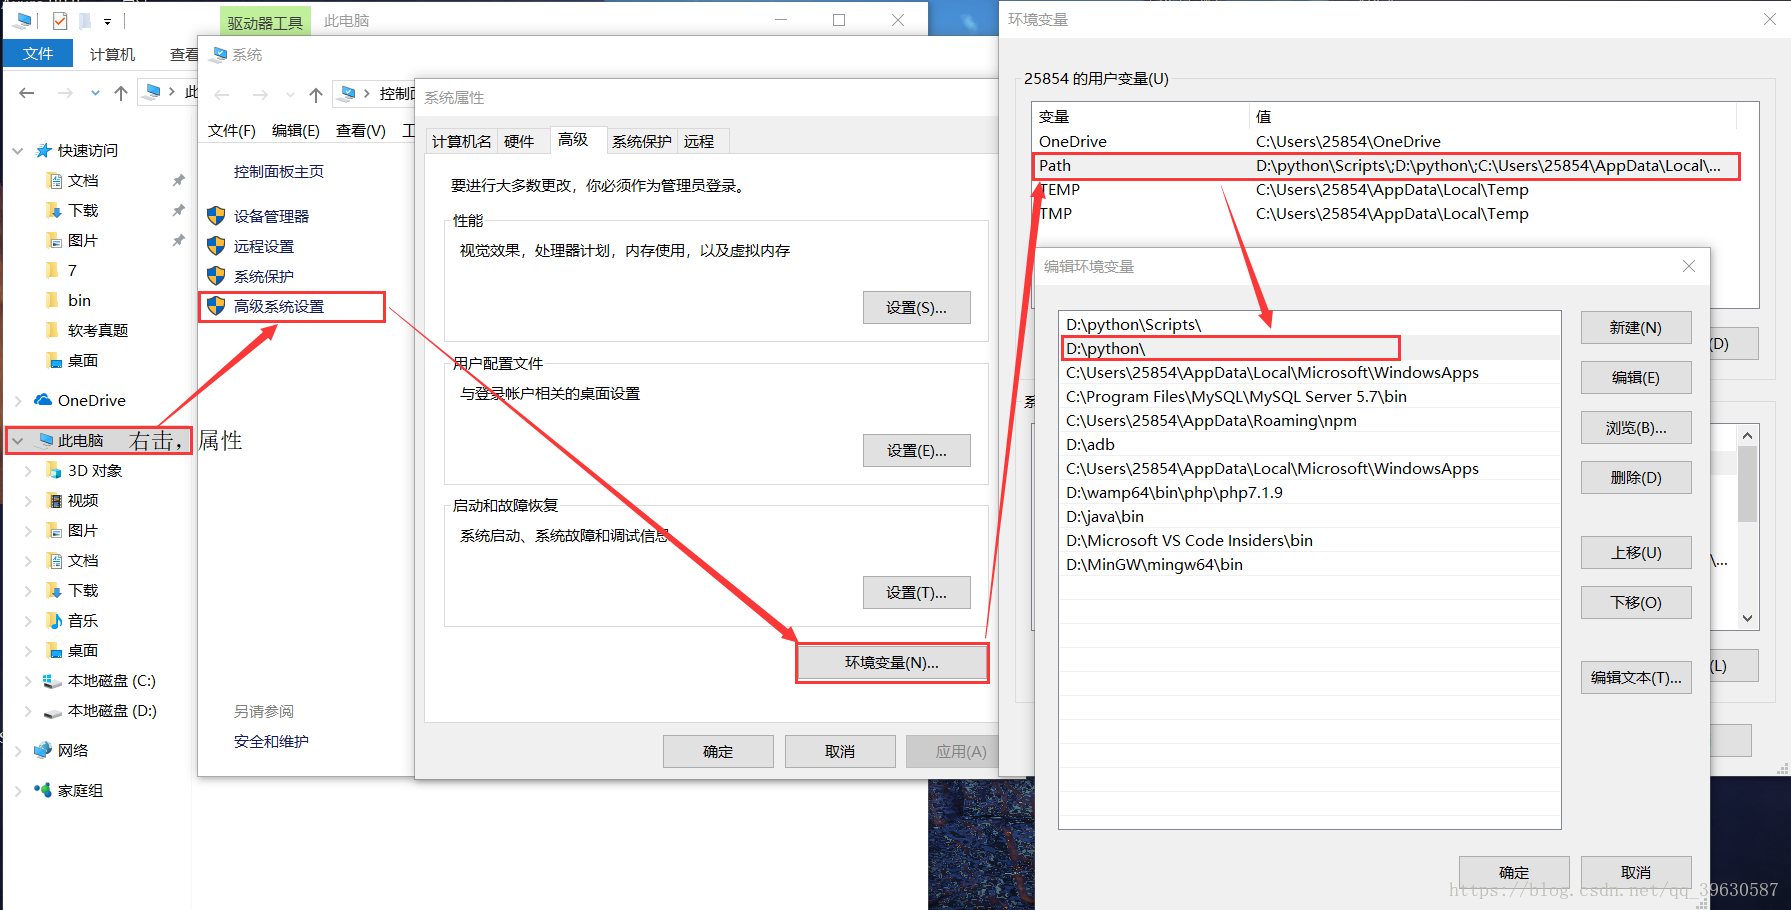 驱动器工具
此电脑
文件
计算机
查看
此
快速访问
文档
下载
图片
7
bin
软考真题
桌面
OneDrive
此电脑
右击，属性
3D 对象
视频
图片
文档
下载
音乐
桌面
本地磁盘 (C:)
本地磁盘 (D:)
网络
家庭组
系统
控制面
文件(F)
编辑(E)
查看(V)
工
控制面板主页
设备管理器
远程设置
系统保护
高级系统设置
另请参阅
安全和维护
系统属性
计算机名
硬件
高级
系统保护
远程
要进行大多数更改，你必须作为管理员登录。
性能
视觉效果，处理器计划，内存使用，以及虚拟内存
设置(S)...
用户配置文件
与登录帐户相关的桌面设置
设置(E)...
启动和故障恢复
系统启动、系统故障和调试信息
设置(T)...
环境变量(N)...
确定
取消
应用(A)
环境变量
25854 的用户变量(U)
变量
值
OneDrive
C:\Users\25854\OneDrive
Path
D:\python\Scripts\;D:\python\;C:\Users\25854\AppData\Local\...
TEMP
C:\Users\25854\AppData\Local\Temp
TMP
C:\Users\25854\AppData\Local\Temp
(D)
\...
(L)
编辑环境变量
D:\python\Scripts\
D:\python\
C:\Users\25854\AppData\Local\Microsoft\WindowsApps
C:\Program Files\MySQL\MySQL Server 5.7\bin
C:\Users\25854\AppData\Roaming\npm
D:\adb
C:\Users\25854\AppData\Local\Microsoft\WindowsApps
D:\wamp64\bin\php\php7.1.9
D:\java\bin
D:\Microsoft VS Code Insiders\bin
D:\MinGW\mingw64\bin
新建(N)
编辑(E)
浏览(B)...
删除(D)
上移(U)
下移(O)
编辑文本(T)...
确定
取消
https://blog.csdn.net/qq_39630587